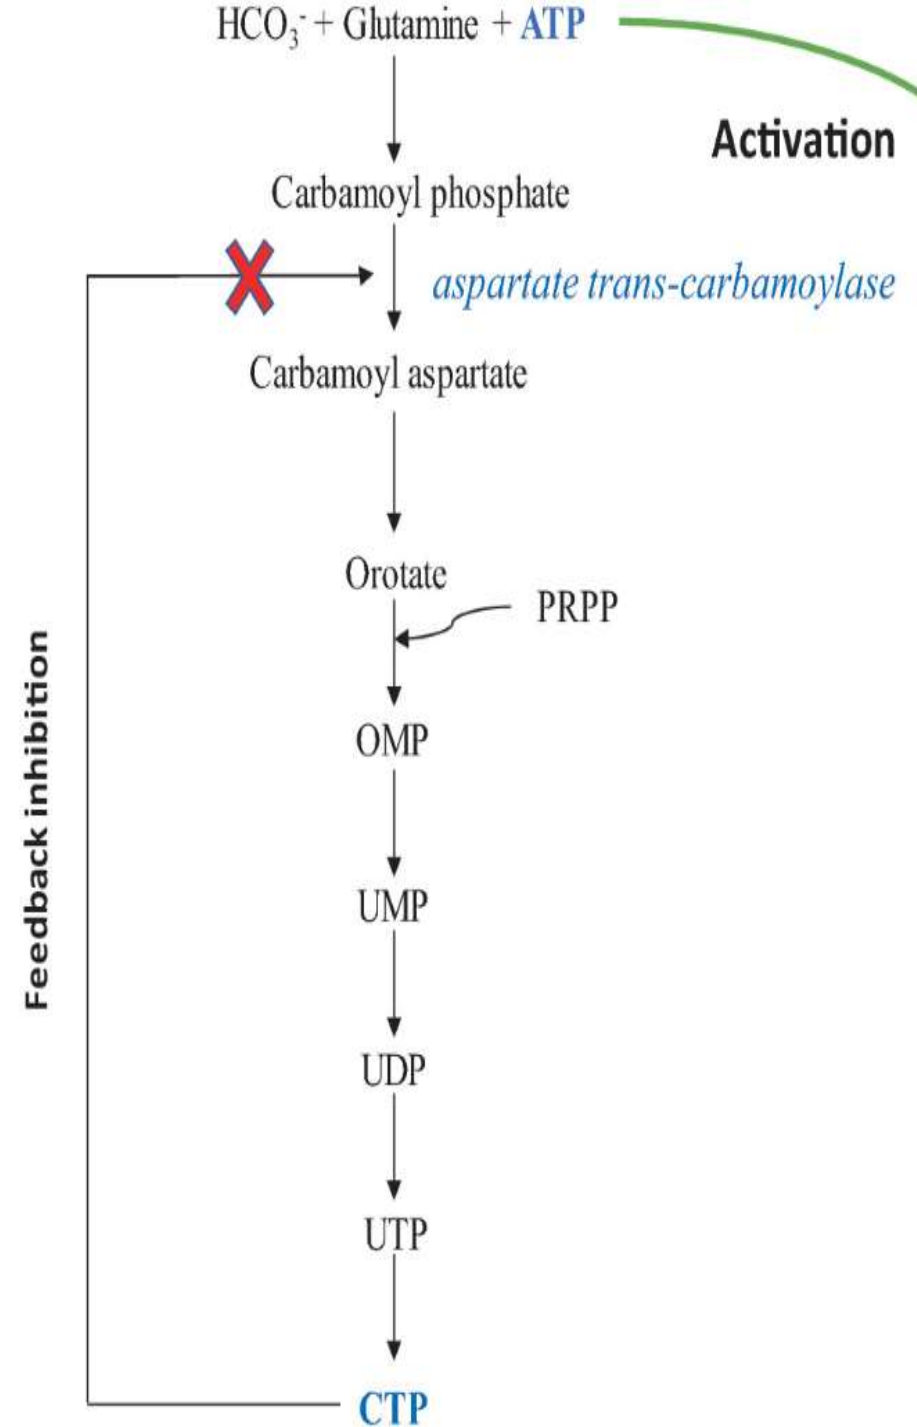 HCO₃⁻ + Glutamine + ATP
Activation
Carbamoyl phosphate
aspartate trans-carbamoylase
Carbamoyl aspartate
Orotate
PRPP
OMP
UMP
UDP
UTP
CTP
Feedback inhibition